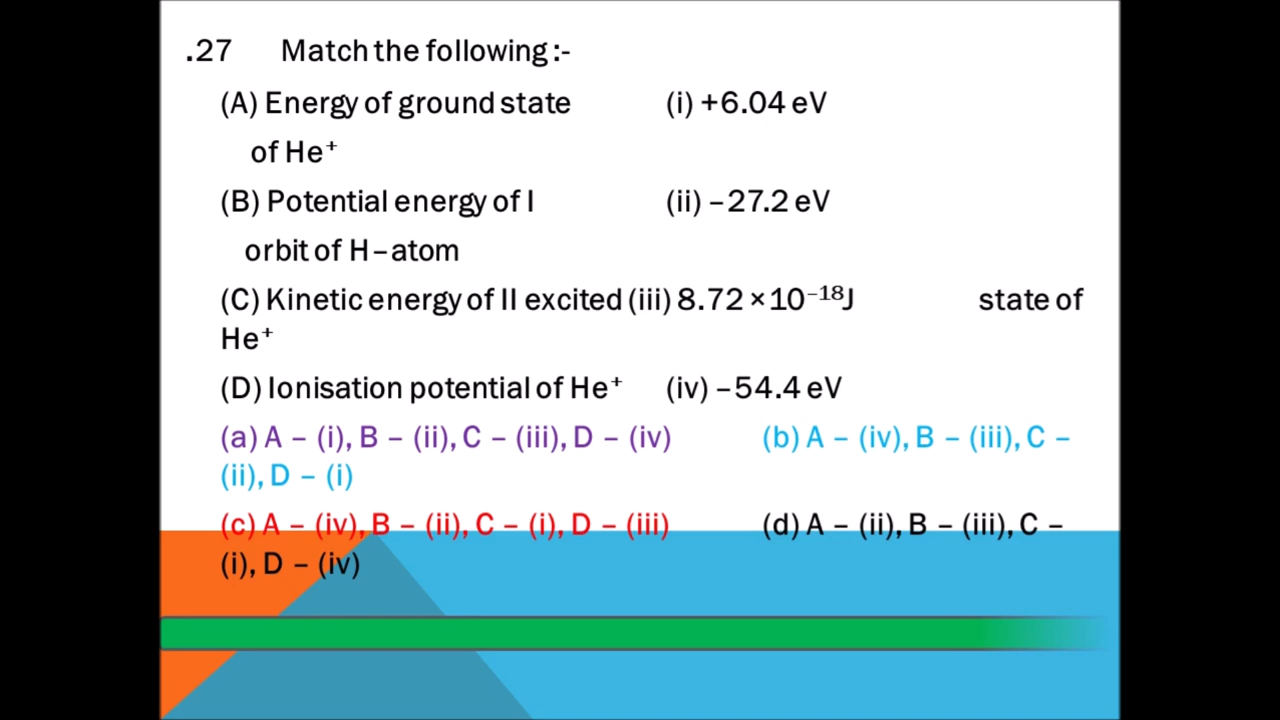 .27 Match the following :-
(A) Energy of ground state (i) +6.04 eV
of He⁺
(B) Potential energy of I (ii) –27.2 eV
orbit of H–atom
(C) Kinetic energy of II excited (iii) 8.72 ×10⁻¹⁸J state of
He⁺
(D) Ionisation potential of He⁺ (iv) –54.4 eV
(a) A – (i), B – (ii), C – (iii), D – (iv) (b) A – (iv), B – (iii), C –
(ii), D – (i)
(c) A – (iv), B – (ii), C – (i), D – (iii) (d) A – (ii), B – (iii), C –
(i), D – (iv)